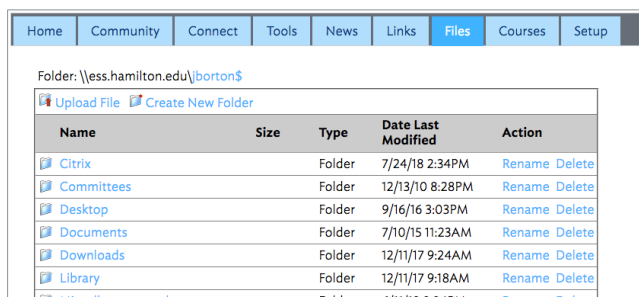 Home Community Connect Tools News Links Files Courses Setup
Folder: \\ess.hamilton.edu\jborton$
Upload File Create New Folder
Name Size Type Date Last Modified Action
Citrix Folder 7/24/18 2:34PM Rename Delete
Committees Folder 12/13/10 8:28PM Rename Delete
Desktop Folder 9/16/16 3:03PM Rename Delete
Documents Folder 7/10/15 11:23AM Rename Delete
Downloads Folder 12/11/17 9:24AM Rename Delete
Library Folder 12/11/17 9:18AM Rename Delete